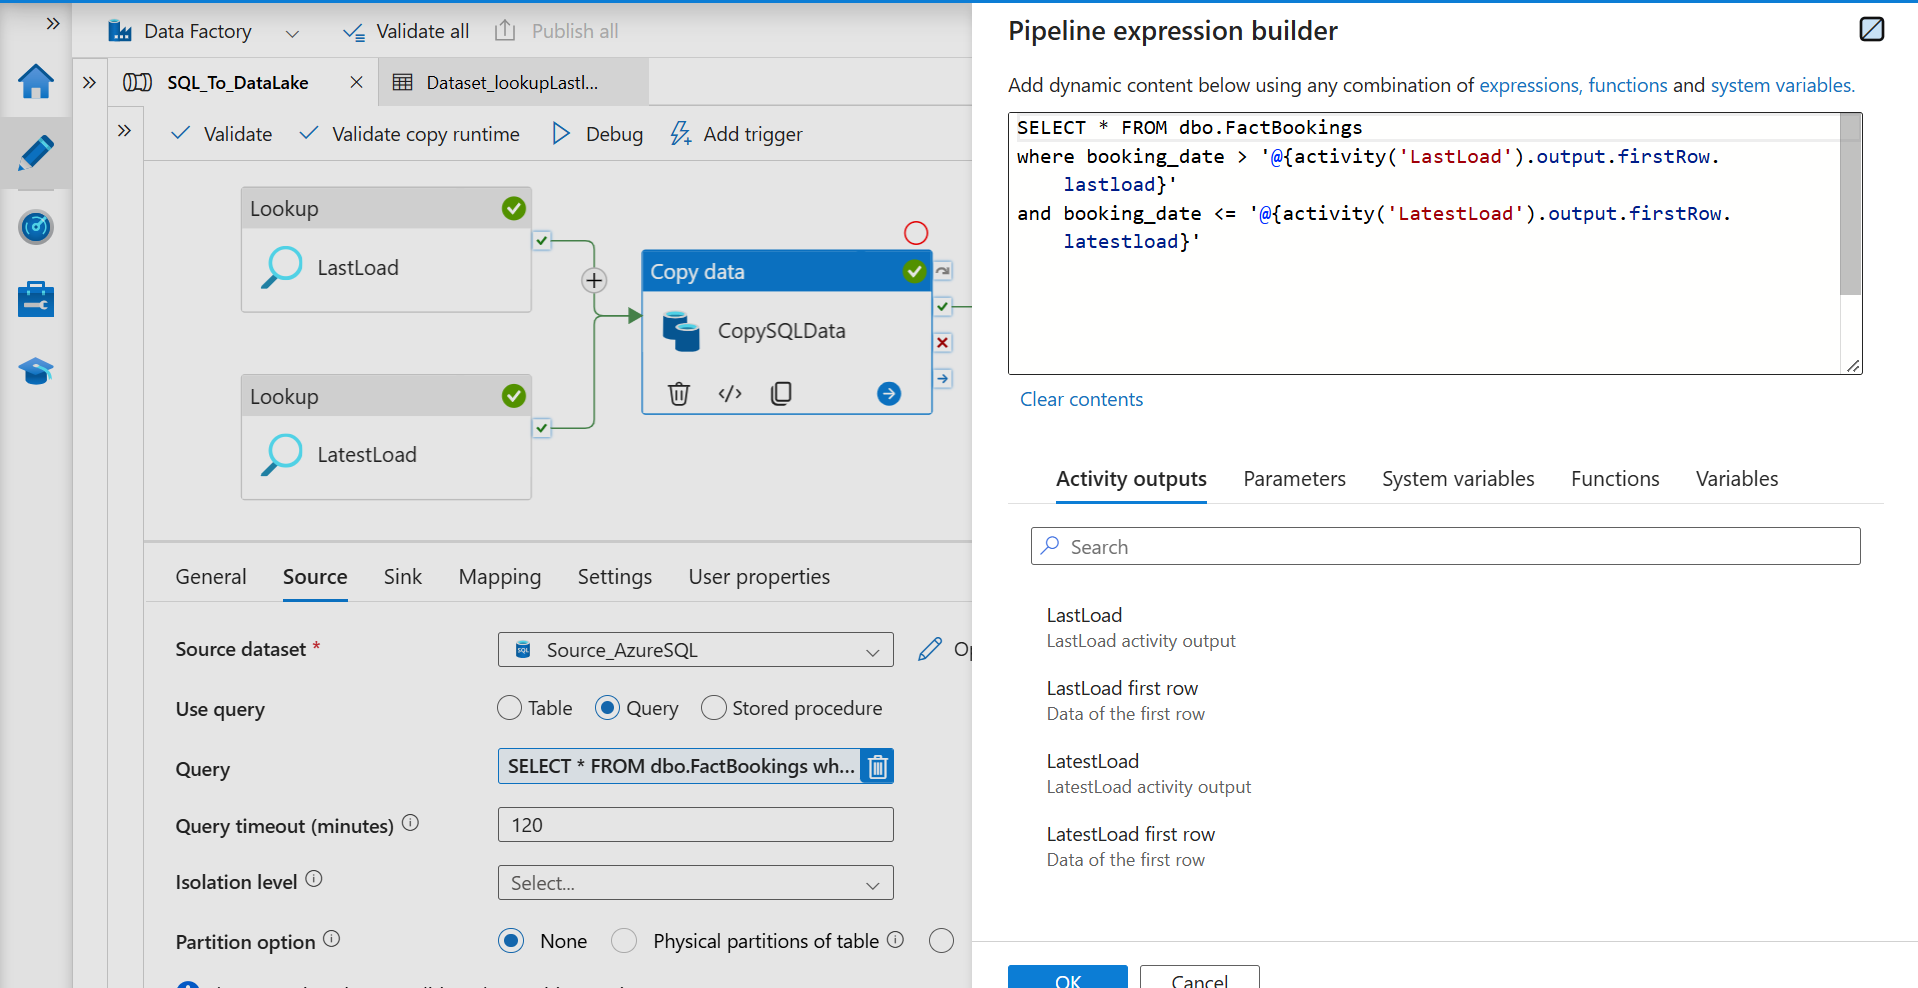 Data Factory
Validate all
Publish all
SQL_To_DataLake
Dataset_lookupLastl...
Validate
Validate copy runtime
Debug
Add trigger
Lookup
LastLoad
Lookup
LatestLoad
Copy data
CopySQLData
General
Source
Sink
Mapping
Settings
User properties
Source dataset *
SQL
Source_AzureSQL
Use query
Table
Query
Stored procedure
Query
SELECT * FROM dbo.FactBookings wh...
Query timeout (minutes)
120
Isolation level
Select...
Partition option
None
Physical partitions of table
Pipeline expression builder
Add dynamic content below using any combination of expressions, functions and system variables.
SELECT * FROM dbo.FactBookings
where booking_date > '@{activity('LastLoad').output.firstRow.
lastload}'
and booking_date <= '@{activity('LatestLoad').output.firstRow.
latestload}'
Clear contents
Activity outputs
Parameters
System variables
Functions
Variables
Search
LastLoad
LastLoad activity output
LastLoad first row
Data of the first row
LatestLoad
LatestLoad activity output
LatestLoad first row
Data of the first row
OK
Cancel